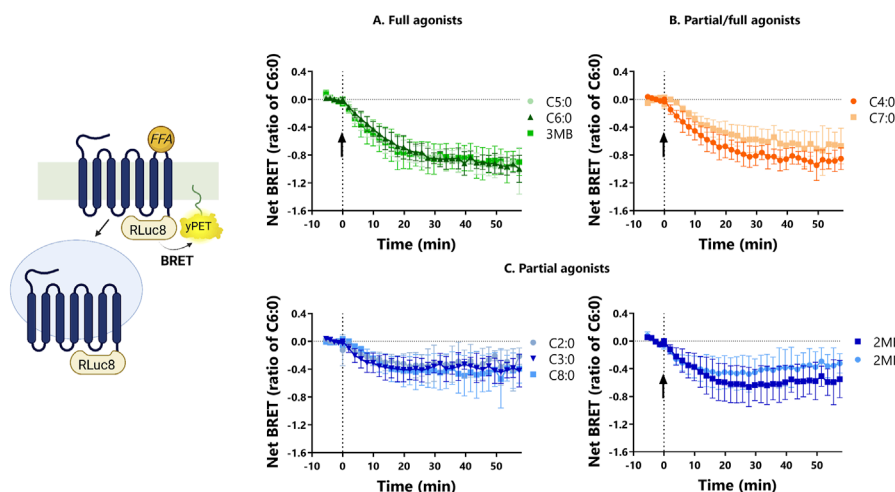 FFA
RLuc8
yPET
BRET
RLuc8
A. Full agonists
Net BRET (ratio of C6:0)
0.4
0.0
-0.4
-0.8
-1.2
-1.6
-10 0 10 20 30 40 50
Time (min)
C5:0
C6:0
3MB
B. Partial/full agonists
Net BRET (ratio of C6:0)
0.4
0.0
-0.4
-0.8
-1.2
-1.6
-10 0 10 20 30 40 50
Time (min)
C4:0
C7:0
C. Partial agonists
Net BRET (ratio of C6:0)
0.4
0.0
-0.4
-0.8
-1.2
-1.6
-10 0 10 20 30 40 50
Time (min)
C2:0
C3:0
C8:0
Net BRET (ratio of C6:0)
0.4
0.0
-0.4
-0.8
-1.2
-1.6
-10 0 10 20 30 40 50
Time (min)